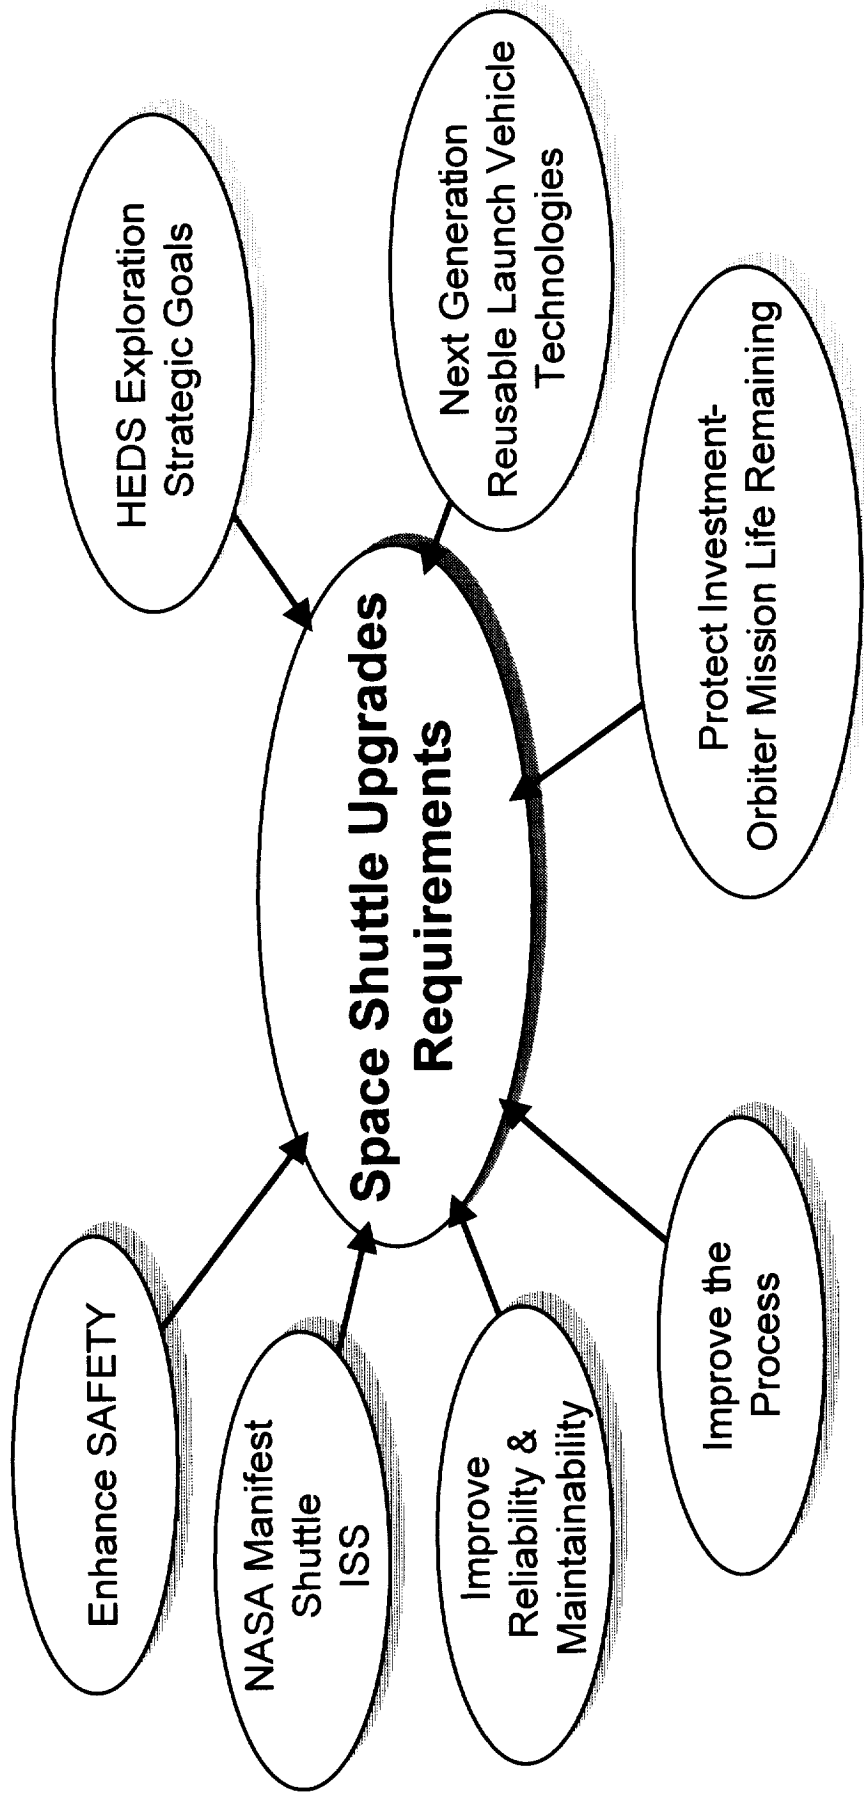 Enhance SAFETY
HEDS Exploration
Strategic Goals
NASA Manifest
Shuttle
ISS
Space Shuttle Upgrades
Requirements
Next Generation
Reusable Launch Vehicle
Technologies
Improve
Reliability &
Maintainability
Improve the
Process
Protect Investment-
Orbiter Mission Life Remaining